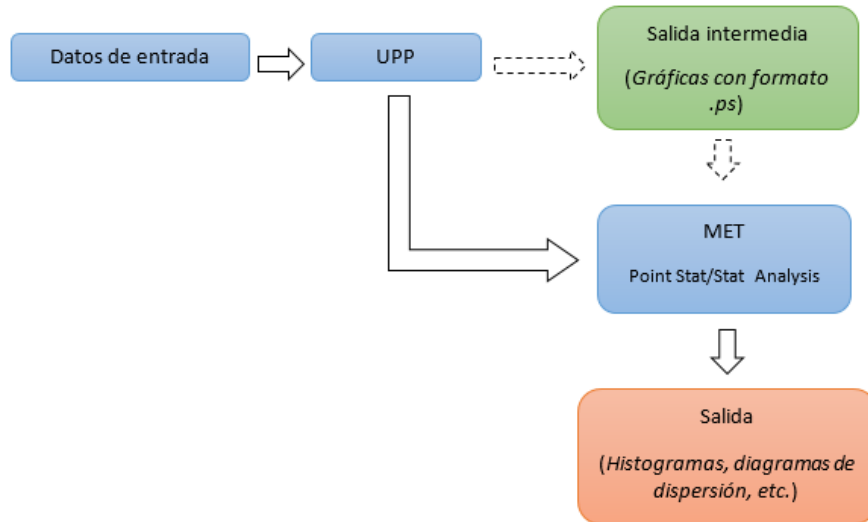 Datos de entrada
UPP
Salida intermedia
(Gráficas con formato
.ps)
MET
Point Stat/Stat Analysis
Salida
(Histogramas, diagramas de
dispersión, etc.)